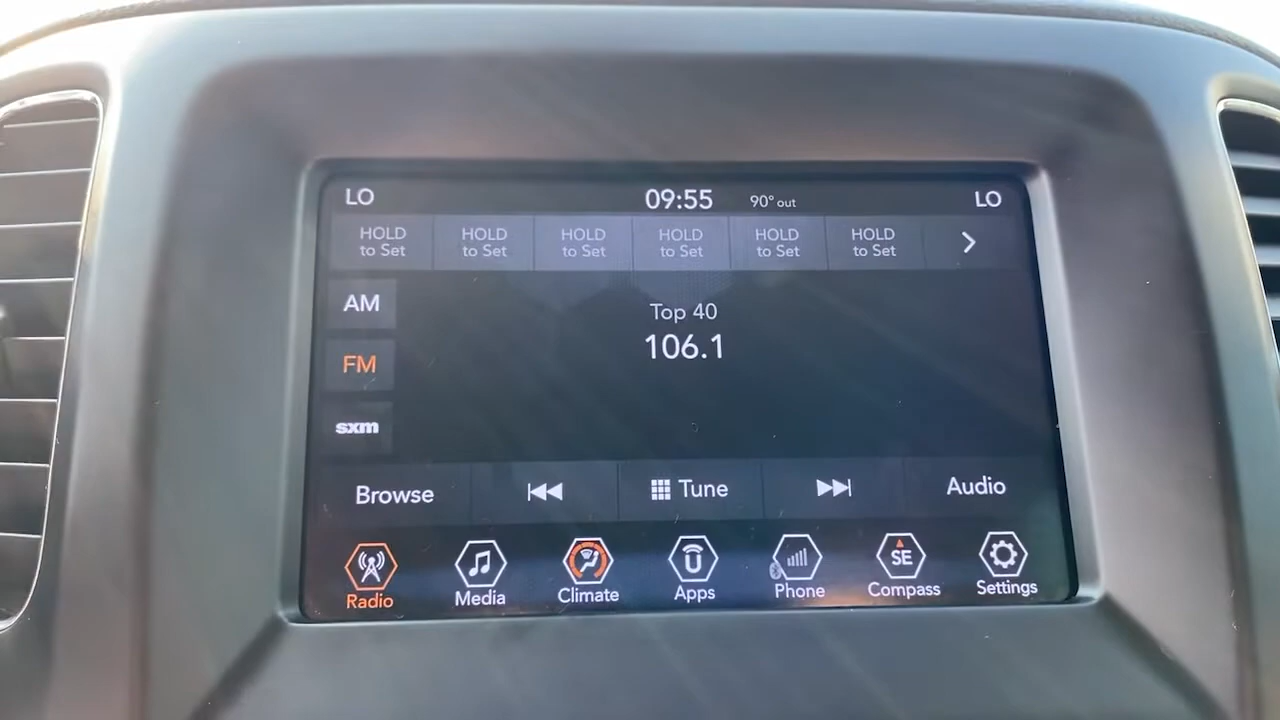 LO 09:55 90° out LO
HOLD HOLD HOLD HOLD HOLD HOLD
to Set to Set to Set to Set to Set to Set
AM
Top 40
106.1
FM
sxm
Browse Tune Audio
SE
Radio Media Climate Apps Phone Compass Settings